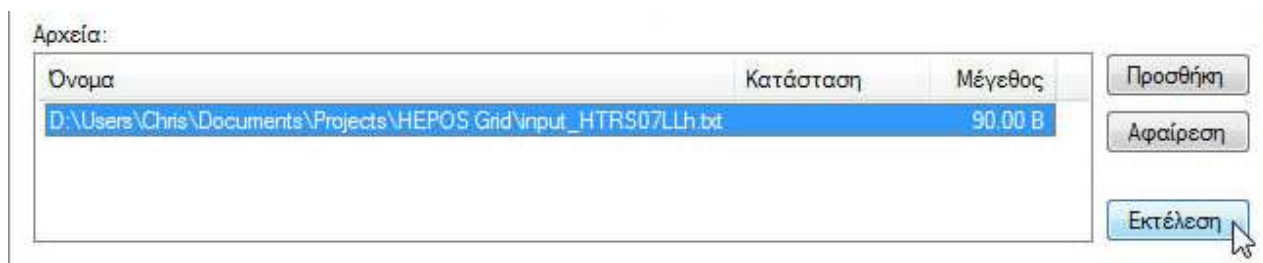 Αρχεία:
Όνομα Κατάσταση Μέγεθος
D:\Users\Chris\Documents\Projects\HEPOS Grid\input_HTRS07LLh.txt 90.00 B
Προσθήκη
Αφαίρεση
Εκτέλεση